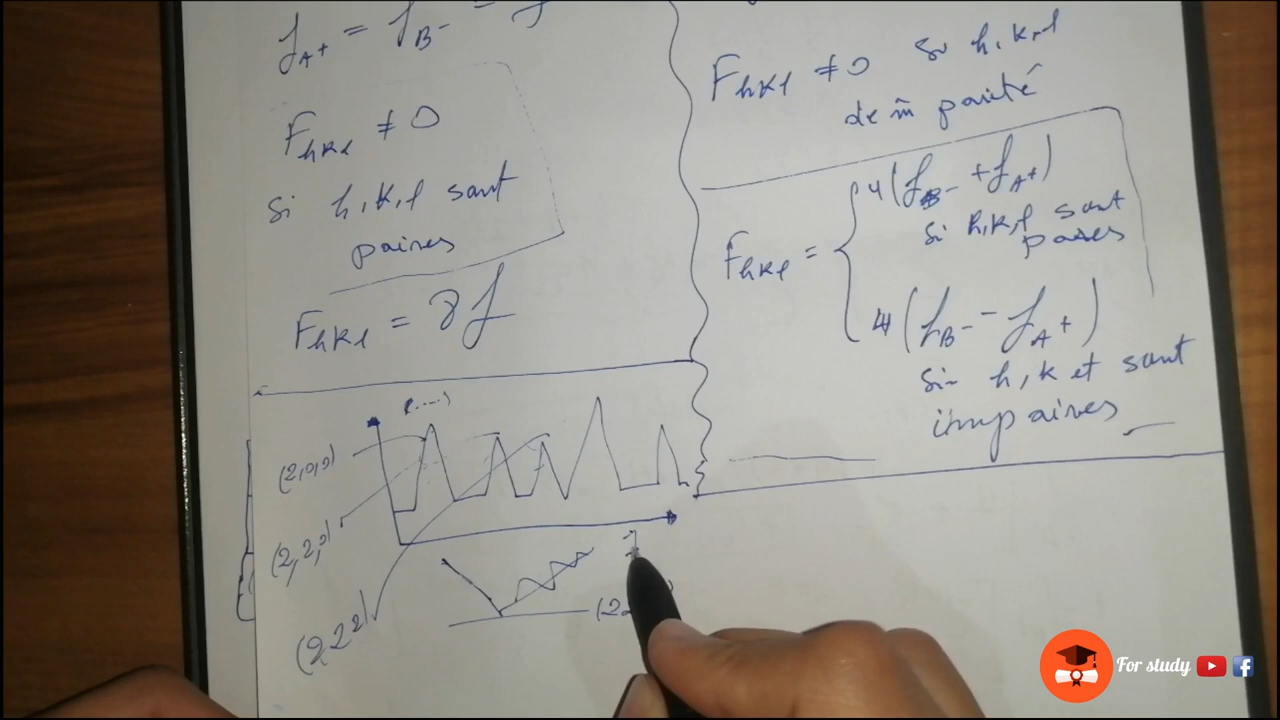 f_A+ = f_B- = f
F_hkl ≠ 0
si h, k, l sont
paires
F_hkl = 8f
F_hkl ≠ 0 si h, k, l
de m̂ parité
F_hkl = { 4(f_B- + f_A+)
si h, k, l sont
paires
4(f_B- - f_A+)
si h, k et sont
impaires
(....)
(2,0,0)
(2,2,0)
(2,2,2)
For study